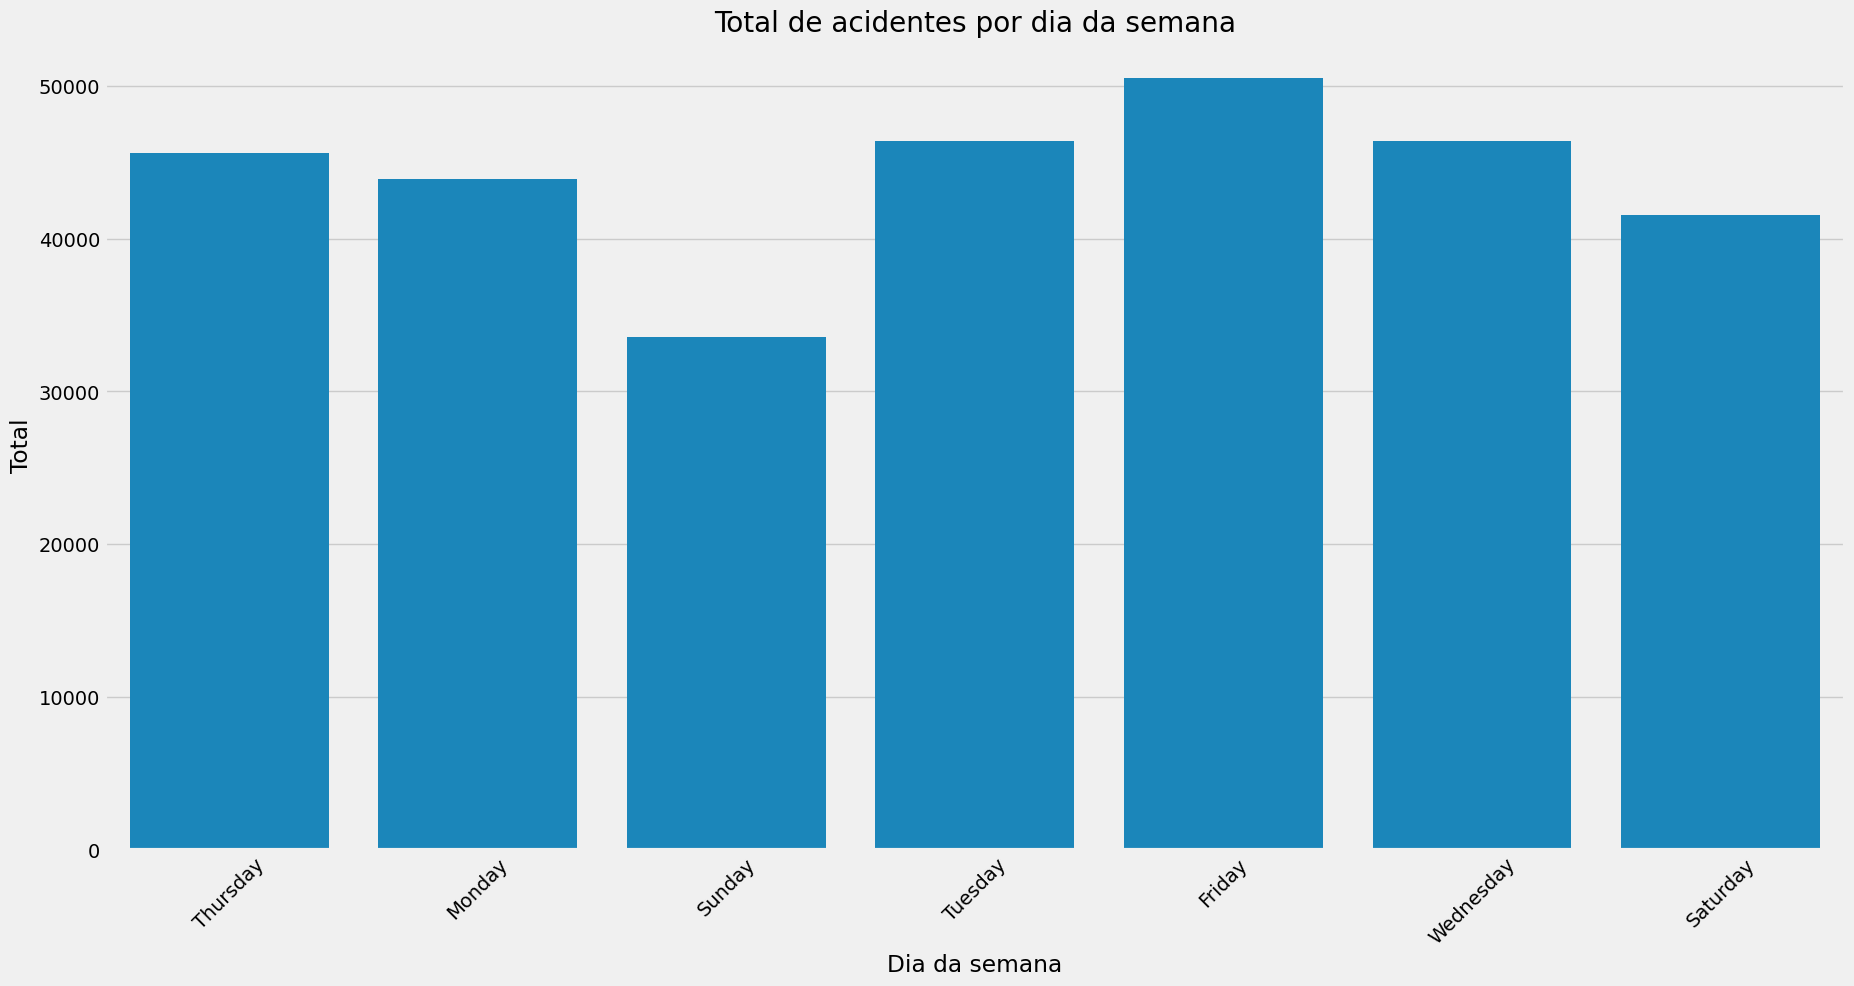 Total de acidentes por dia da semana
Total
50000
40000
30000
20000
10000
0
Thursday
Monday
Sunday
Tuesday
Friday
Wednesday
Saturday
Dia da semana